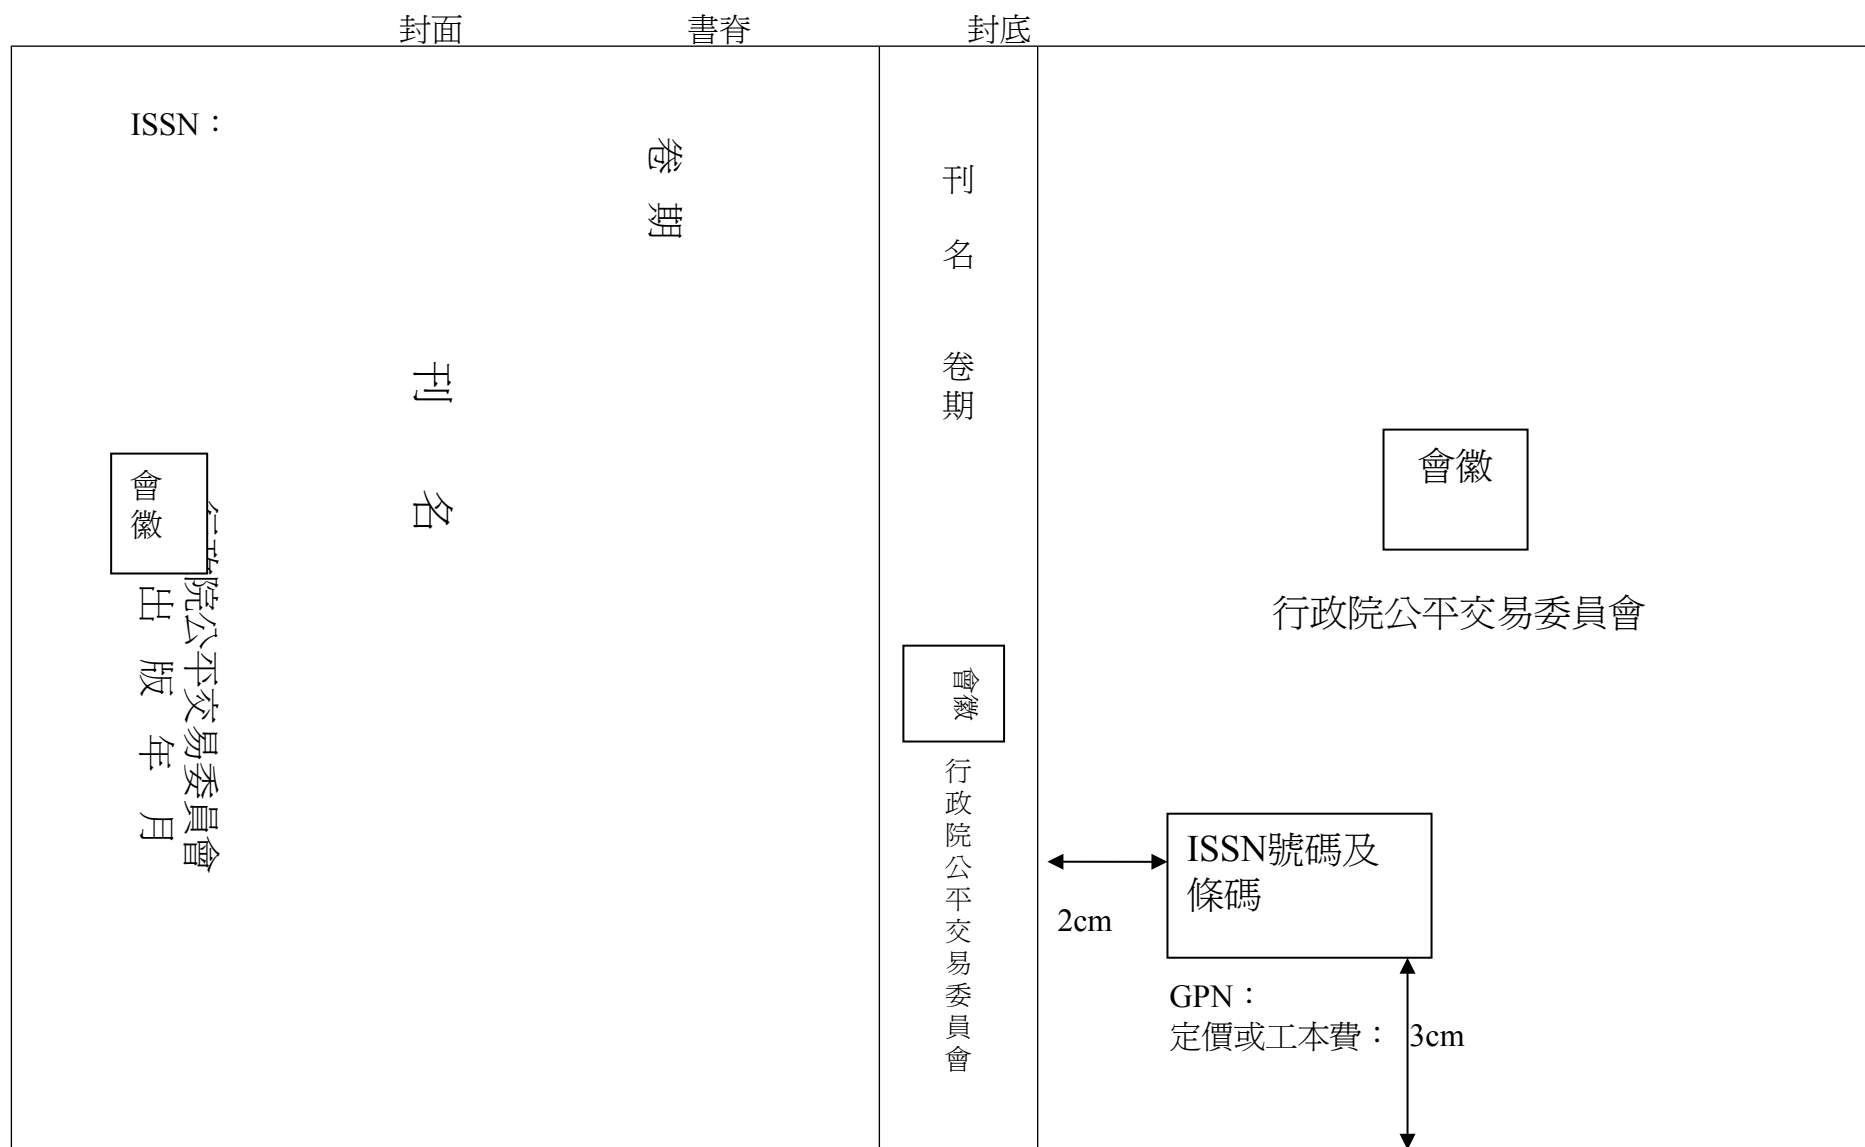 封面 書脊 封底
ISSN：
卷期
刊名
會
徽
院公平交易委員會
出版年月
刊名 卷期
會徽
行政院公平交易委員會
會徽
行政院公平交易委員會
ISSN號碼及
條碼
2cm
GPN：
定價或工本費：
3cm